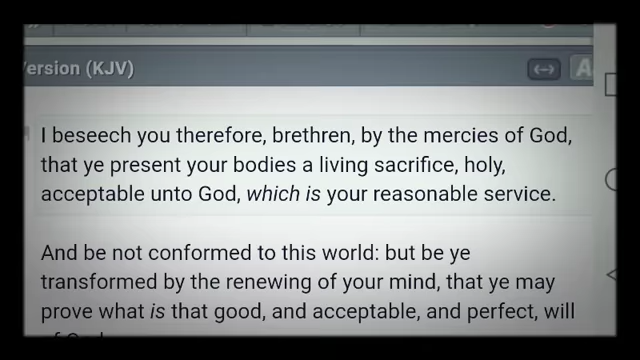 ersion (KJV)
A
I beseech you therefore, brethren, by the mercies of God,
that ye present your bodies a living sacrifice, holy,
acceptable unto God, which is your reasonable service.
And be not conformed to this world: but be ye
transformed by the renewing of your mind, that ye may
prove what is that good, and acceptable, and perfect, will
of God